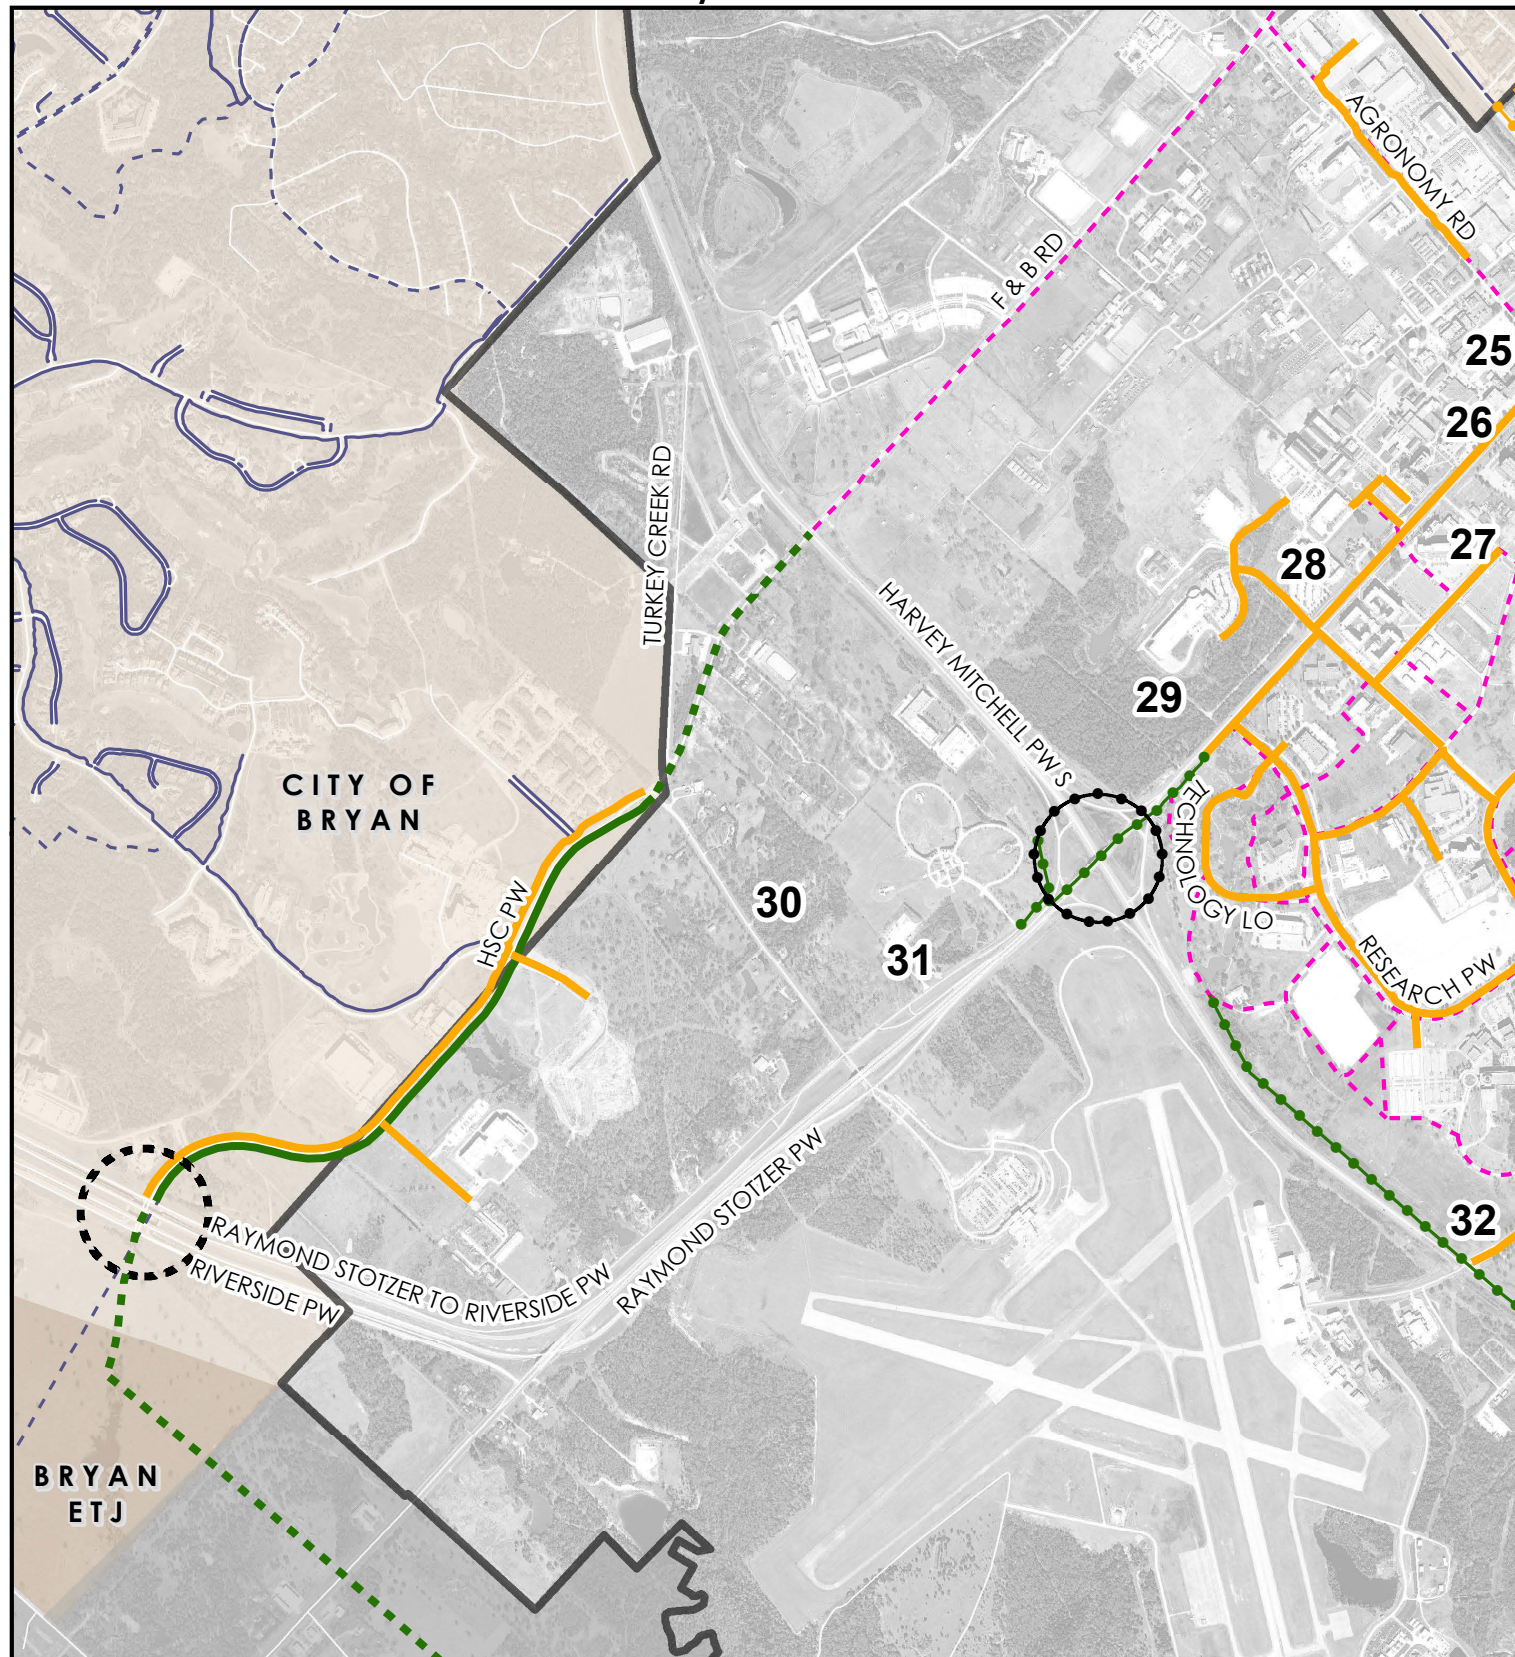 AGRONOMY RD
F & B RD
25
26
TURKEY CREEK RD
27
28
HARVEY MITCHELL PW S
29
CITY OF
BRYAN
TECHNOLOGY LO
30
HSC PW
31
RESEARCH PW
RAYMOND STOTZER PW
32
RAYMOND STOTZER TO RIVERSIDE PW
RIVERSIDE PW
BRYAN
ETJ